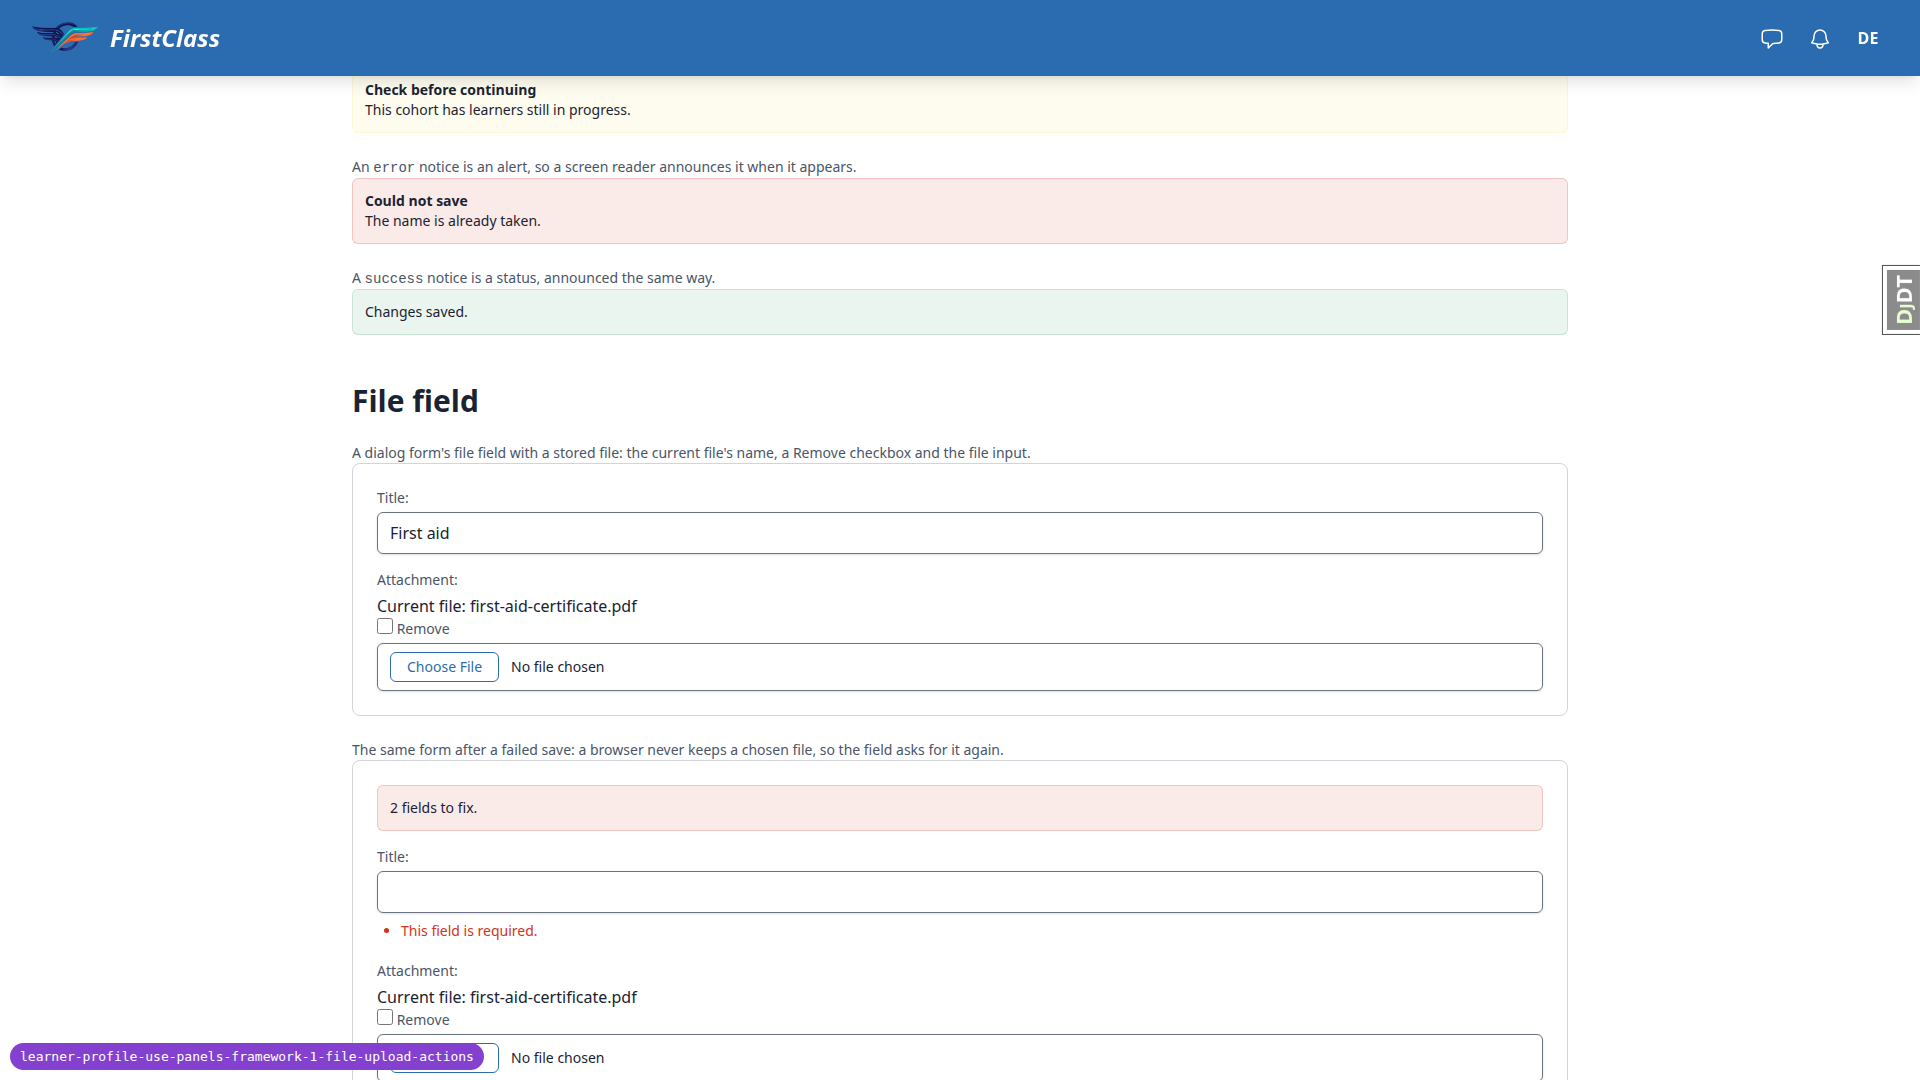 FirstClass
DE
Check before continuing
This cohort has learners still in progress.
An error notice is an alert, so a screen reader announces it when it appears.
Could not save
The name is already taken.
A success notice is a status, announced the same way.
Changes saved.
DjDT
File field
A dialog form's file field with a stored file: the current file's name, a Remove checkbox and the file input.
Title:
First aid
Attachment:
Current file: first-aid-certificate.pdf
Remove
Choose File No file chosen
The same form after a failed save: a browser never keeps a chosen file, so the field asks for it again.
2 fields to fix.
Title:
This field is required.
Attachment:
Current file: first-aid-certificate.pdf
Remove
No file chosen
learner-profile-use-panels-framework-1-file-upload-actions